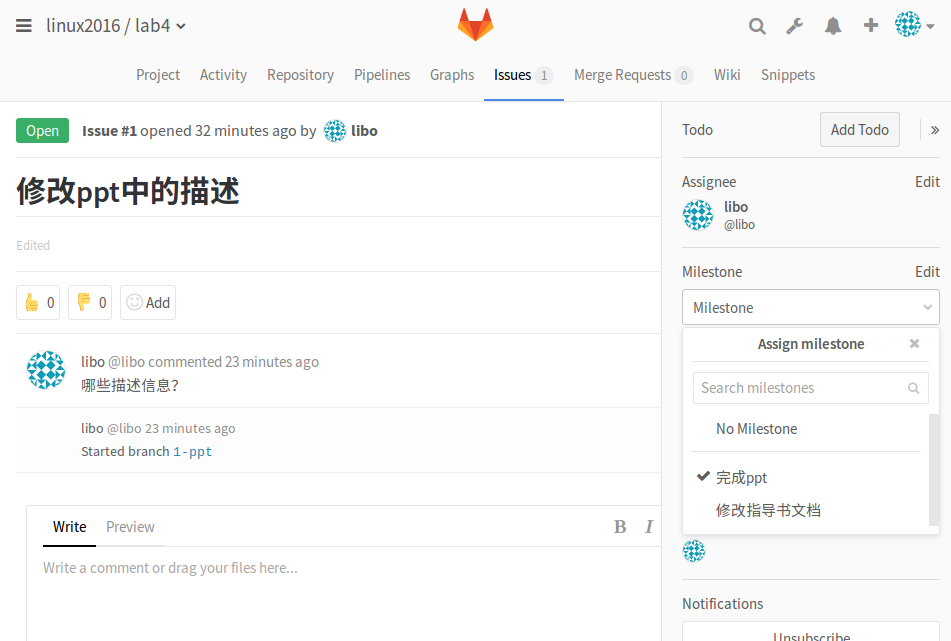 linux2016 / lab4
Project Activity Repository Pipelines Graphs Issues 1 Merge Requests 0 Wiki Snippets
Open Issue #1 opened 32 minutes ago by libo
修改ppt中的描述
Edited
0 0 Add
libo @libo commented 23 minutes ago
哪些描述信息?
libo @libo 23 minutes ago
Started branch 1-ppt
Write Preview B I
Write a comment or drag your files here...
Todo Add Todo »
Assignee Edit
libo
@libo
Milestone Edit
Milestone
Assign milestone
Search milestones
No Milestone
完成ppt
修改指导书文档
Notifications
Unsubscribe